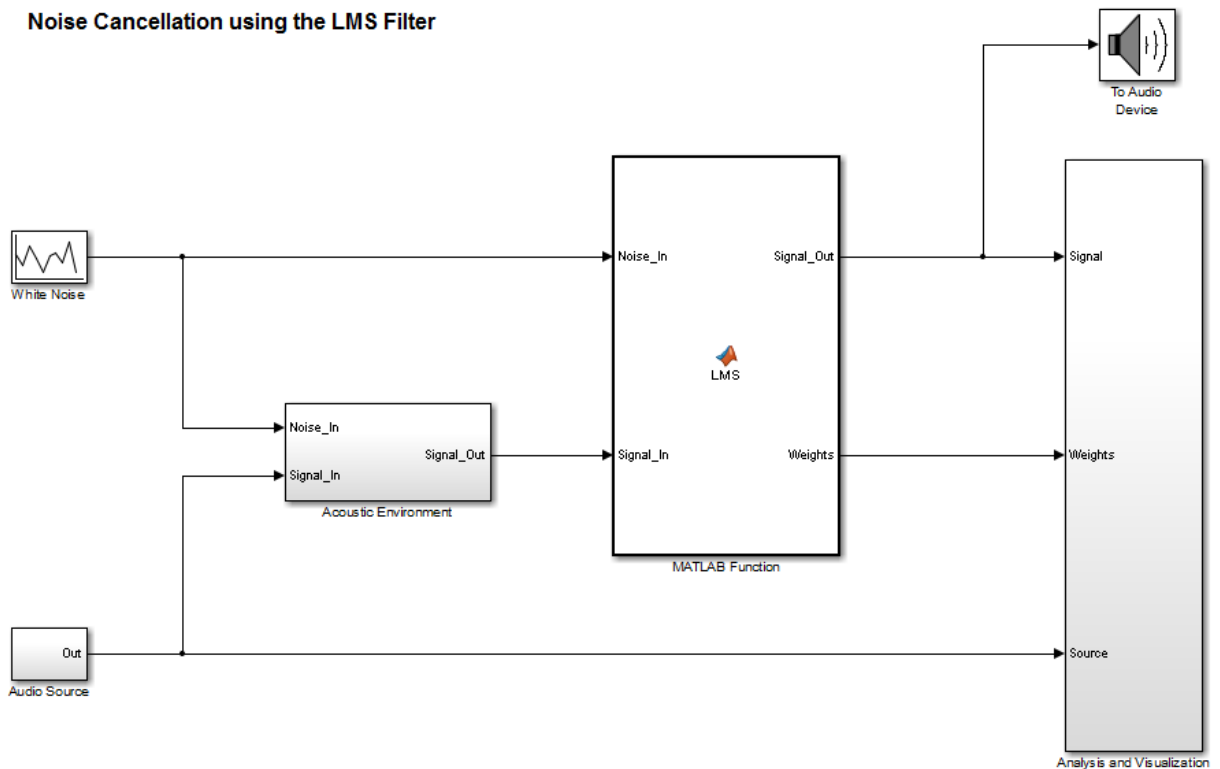 Noise Cancellation using the LMS Filter
To Audio
Device
White Noise
Noise_In
Signal_Out
Signal
LMS
Noise_In
Signal_In
Signal_Out
Acoustic Environment
Signal_In
Weights
Weights
MATLAB Function
Out
Audio Source
Source
Analysis and Visualization